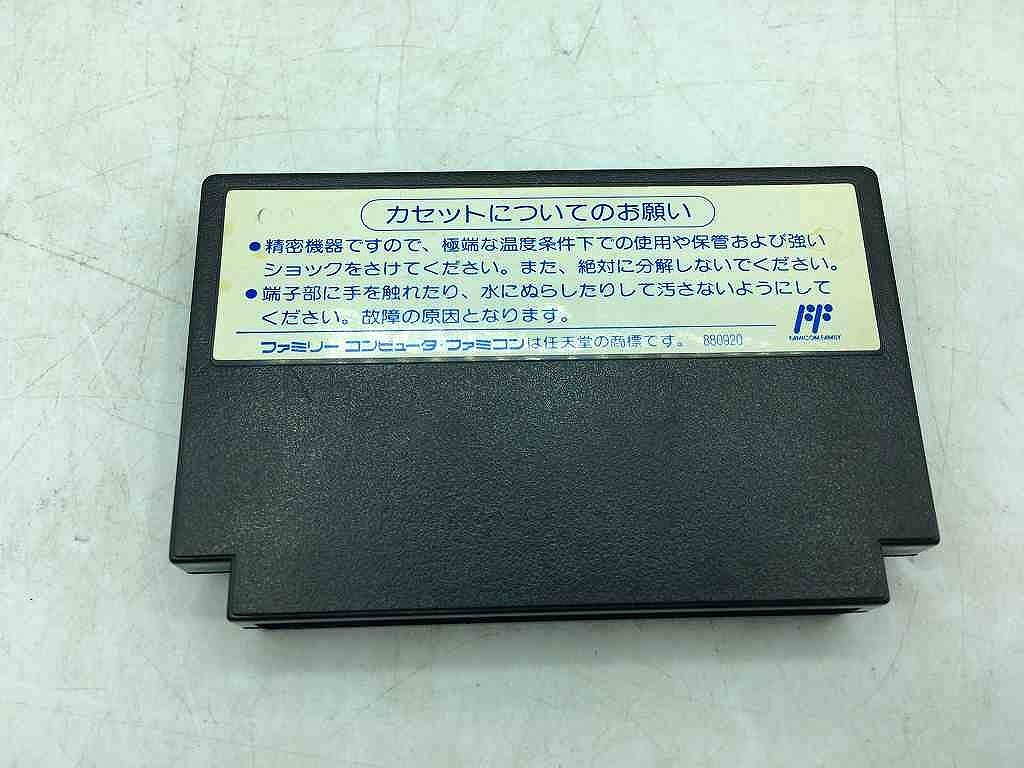 カセットについてのお願い
●精密機器ですので、極端な温度条件下での使用や保管および強い
ショックをさけてください。また、絶対に分解しないでください。
●端子部に手を触れたり、水にぬらしたりして汚さないようにして
ください。故障の原因となります。
FF
FAMICOM FAMILY
ファミリー コンピュータ・ファミコンは任天堂の商標です。 880920